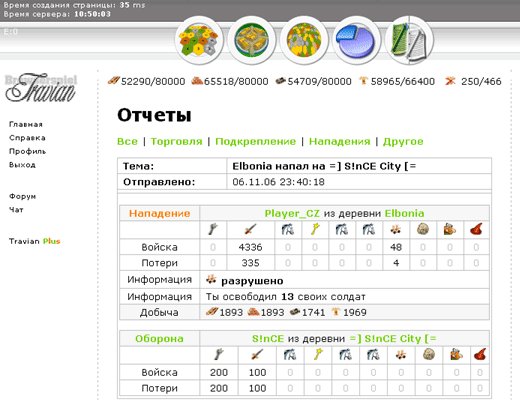 Время создания страницы: 35 ms
Время сервера: 10:50:03
E:0
Browserspiel
Travian
52290/80000 65518/80000 54709/80000 58965/66400 250/466
Отчеты
Главная
Справка
Профиль
Выход
Форум
Чат
Travian Plus
Все | Торговля | Подкрепление | Нападения | Другое
Тема: Elbonia напал на =] S!nCE City [=
Отправлено: 06.11.06 23:40:18
Нападение Player_CZ из деревни Elbonia
Войска 0 4336 0 0 0 0 48 0 0 0
Потери 0 335 0 0 0 0 4 0 0 0
Информация разрушено
Информация Ты освободил 13 своих солдат
Добыча 1893 1893 1741 1969
Оборона S!nCE из деревни =] S!nCE City [=
Войска 200 100 0 0 0 0 0 0 0 0
Потери 200 100 0 0 0 0 0 0 0 0